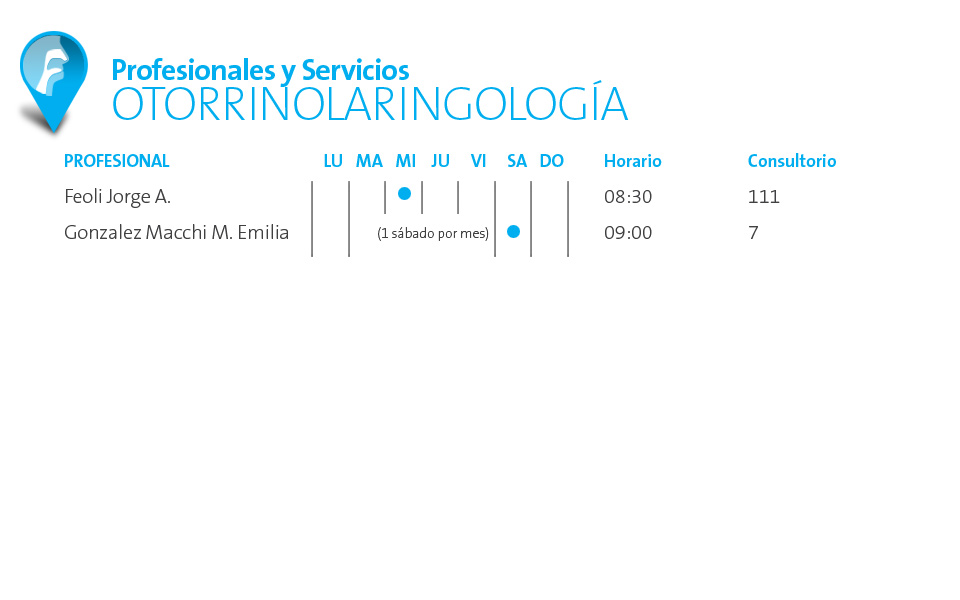 Profesionales y Servicios
OTORRINOLARINGOLOGÍA
PROFESIONAL LU MA MI JU VI SA DO Horario Consultorio
Feoli Jorge A. 08:30 111
Gonzalez Macchi M. Emilia (1 sábado por mes) 09:00 7